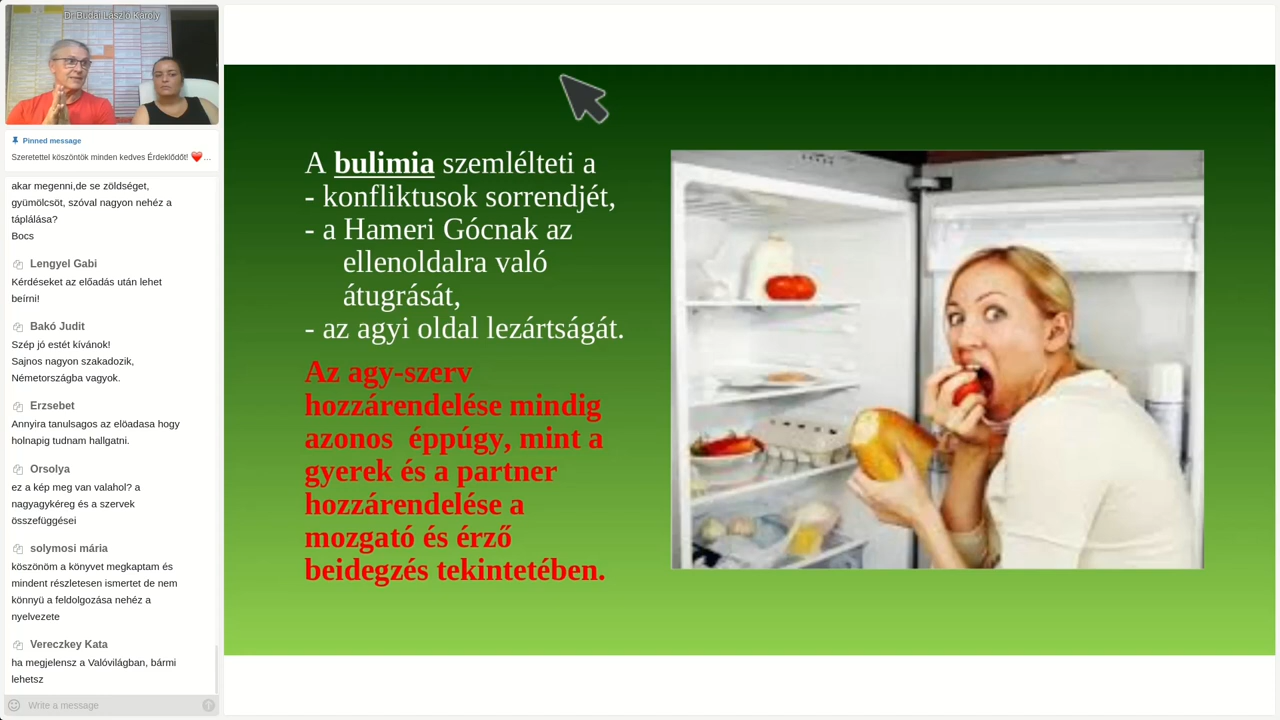 Dr Budai László Károly
Pinned message
Szeretettel köszöntök minden kedves Érdeklődőt! ❤️...
akar megenni,de se zöldséget,
gyümölcsöt, szóval nagyon nehéz a
táplálása?
Bocs
Lengyel Gabi
Kérdéseket az előadás után lehet
beírni!
Bakó Judit
Szép jó estét kívánok!
Sajnos nagyon szakadozik,
Németországba vagyok.
Erzsebet
Annyira tanulsagos az elöadasa hogy
holnapig tudnam hallgatni.
Orsolya
ez a kép meg van valahol? a
nagyagykéreg és a szervek
összefüggései
solymosi mária
köszönöm a könyvet megkaptam és
mindent részletesen ismertet de nem
könnyü a feldolgozása nehéz a
nyelvezete
Vereczkey Kata
ha megjelensz a Valóvilágban, bármi
lehetsz
Write a message
A bulimia szemlélteti a
- konfliktusok sorrendjét,
- a Hameri Gócnak az
ellenoldalra való
átugrását,
- az agyi oldal lezártságát.
Az agy-szerv
hozzárendelése mindig
azonos  éppúgy, mint a
gyerek és a partner
hozzárendelése a
mozgató és érző
beidegzés tekintetében.